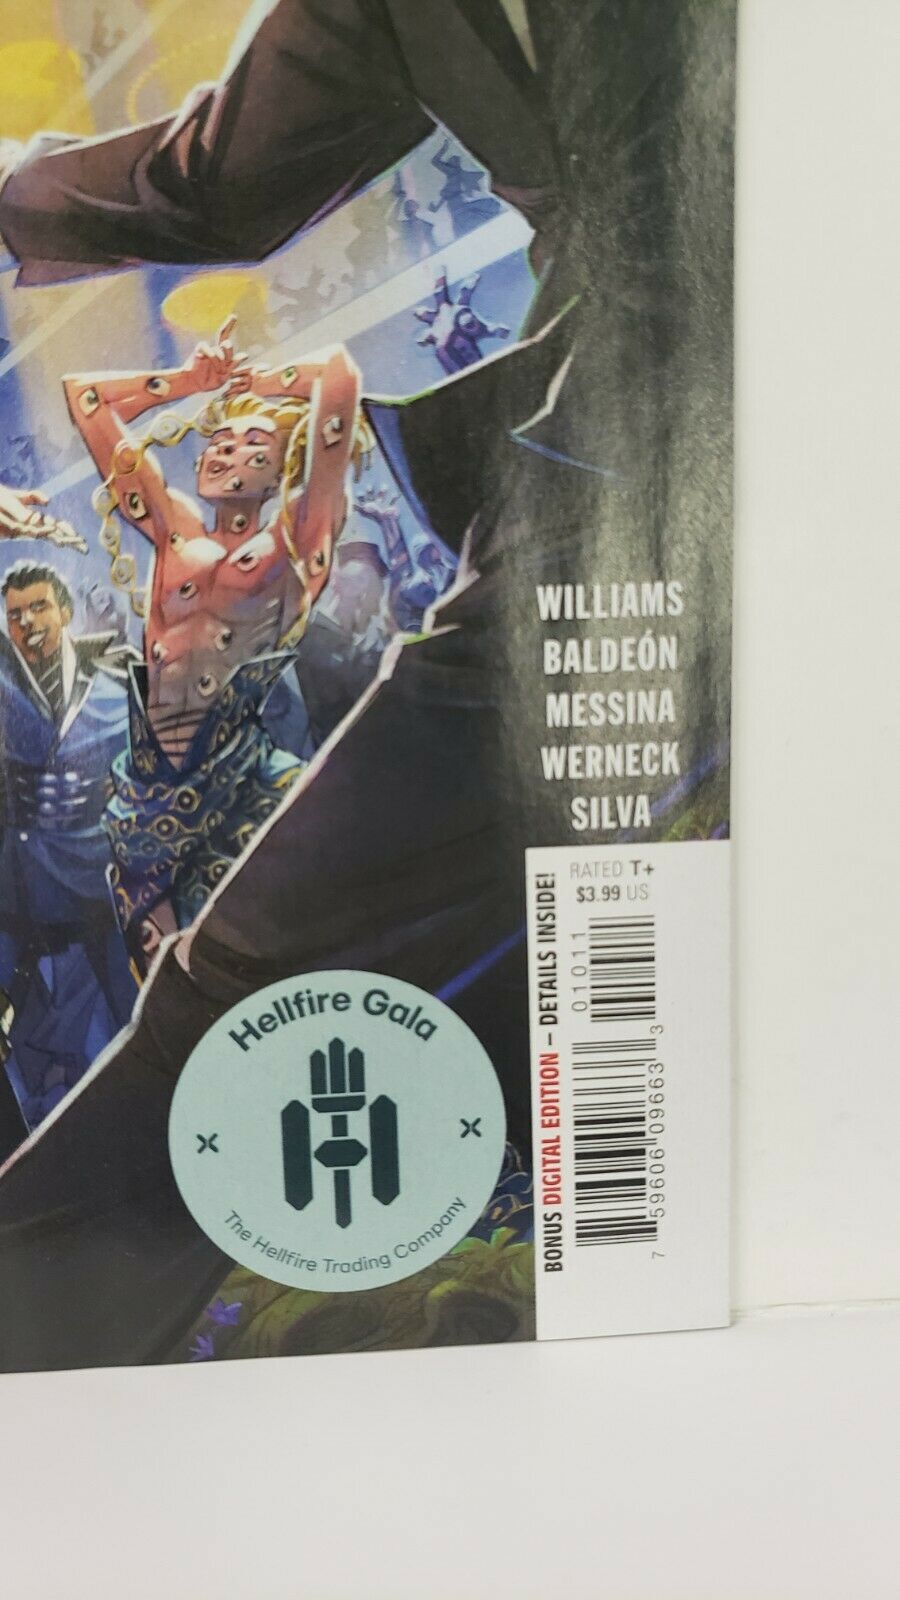 WILLIAMS
BALDEÓN
MESSINA
WERNECK
SILVA
RATED T+
$3.99 US
BONUS DIGITAL EDITION – DETAILS INSIDE!
01011
7 59606 09663 3
Hellfire Gala
The Hellfire Trading Company